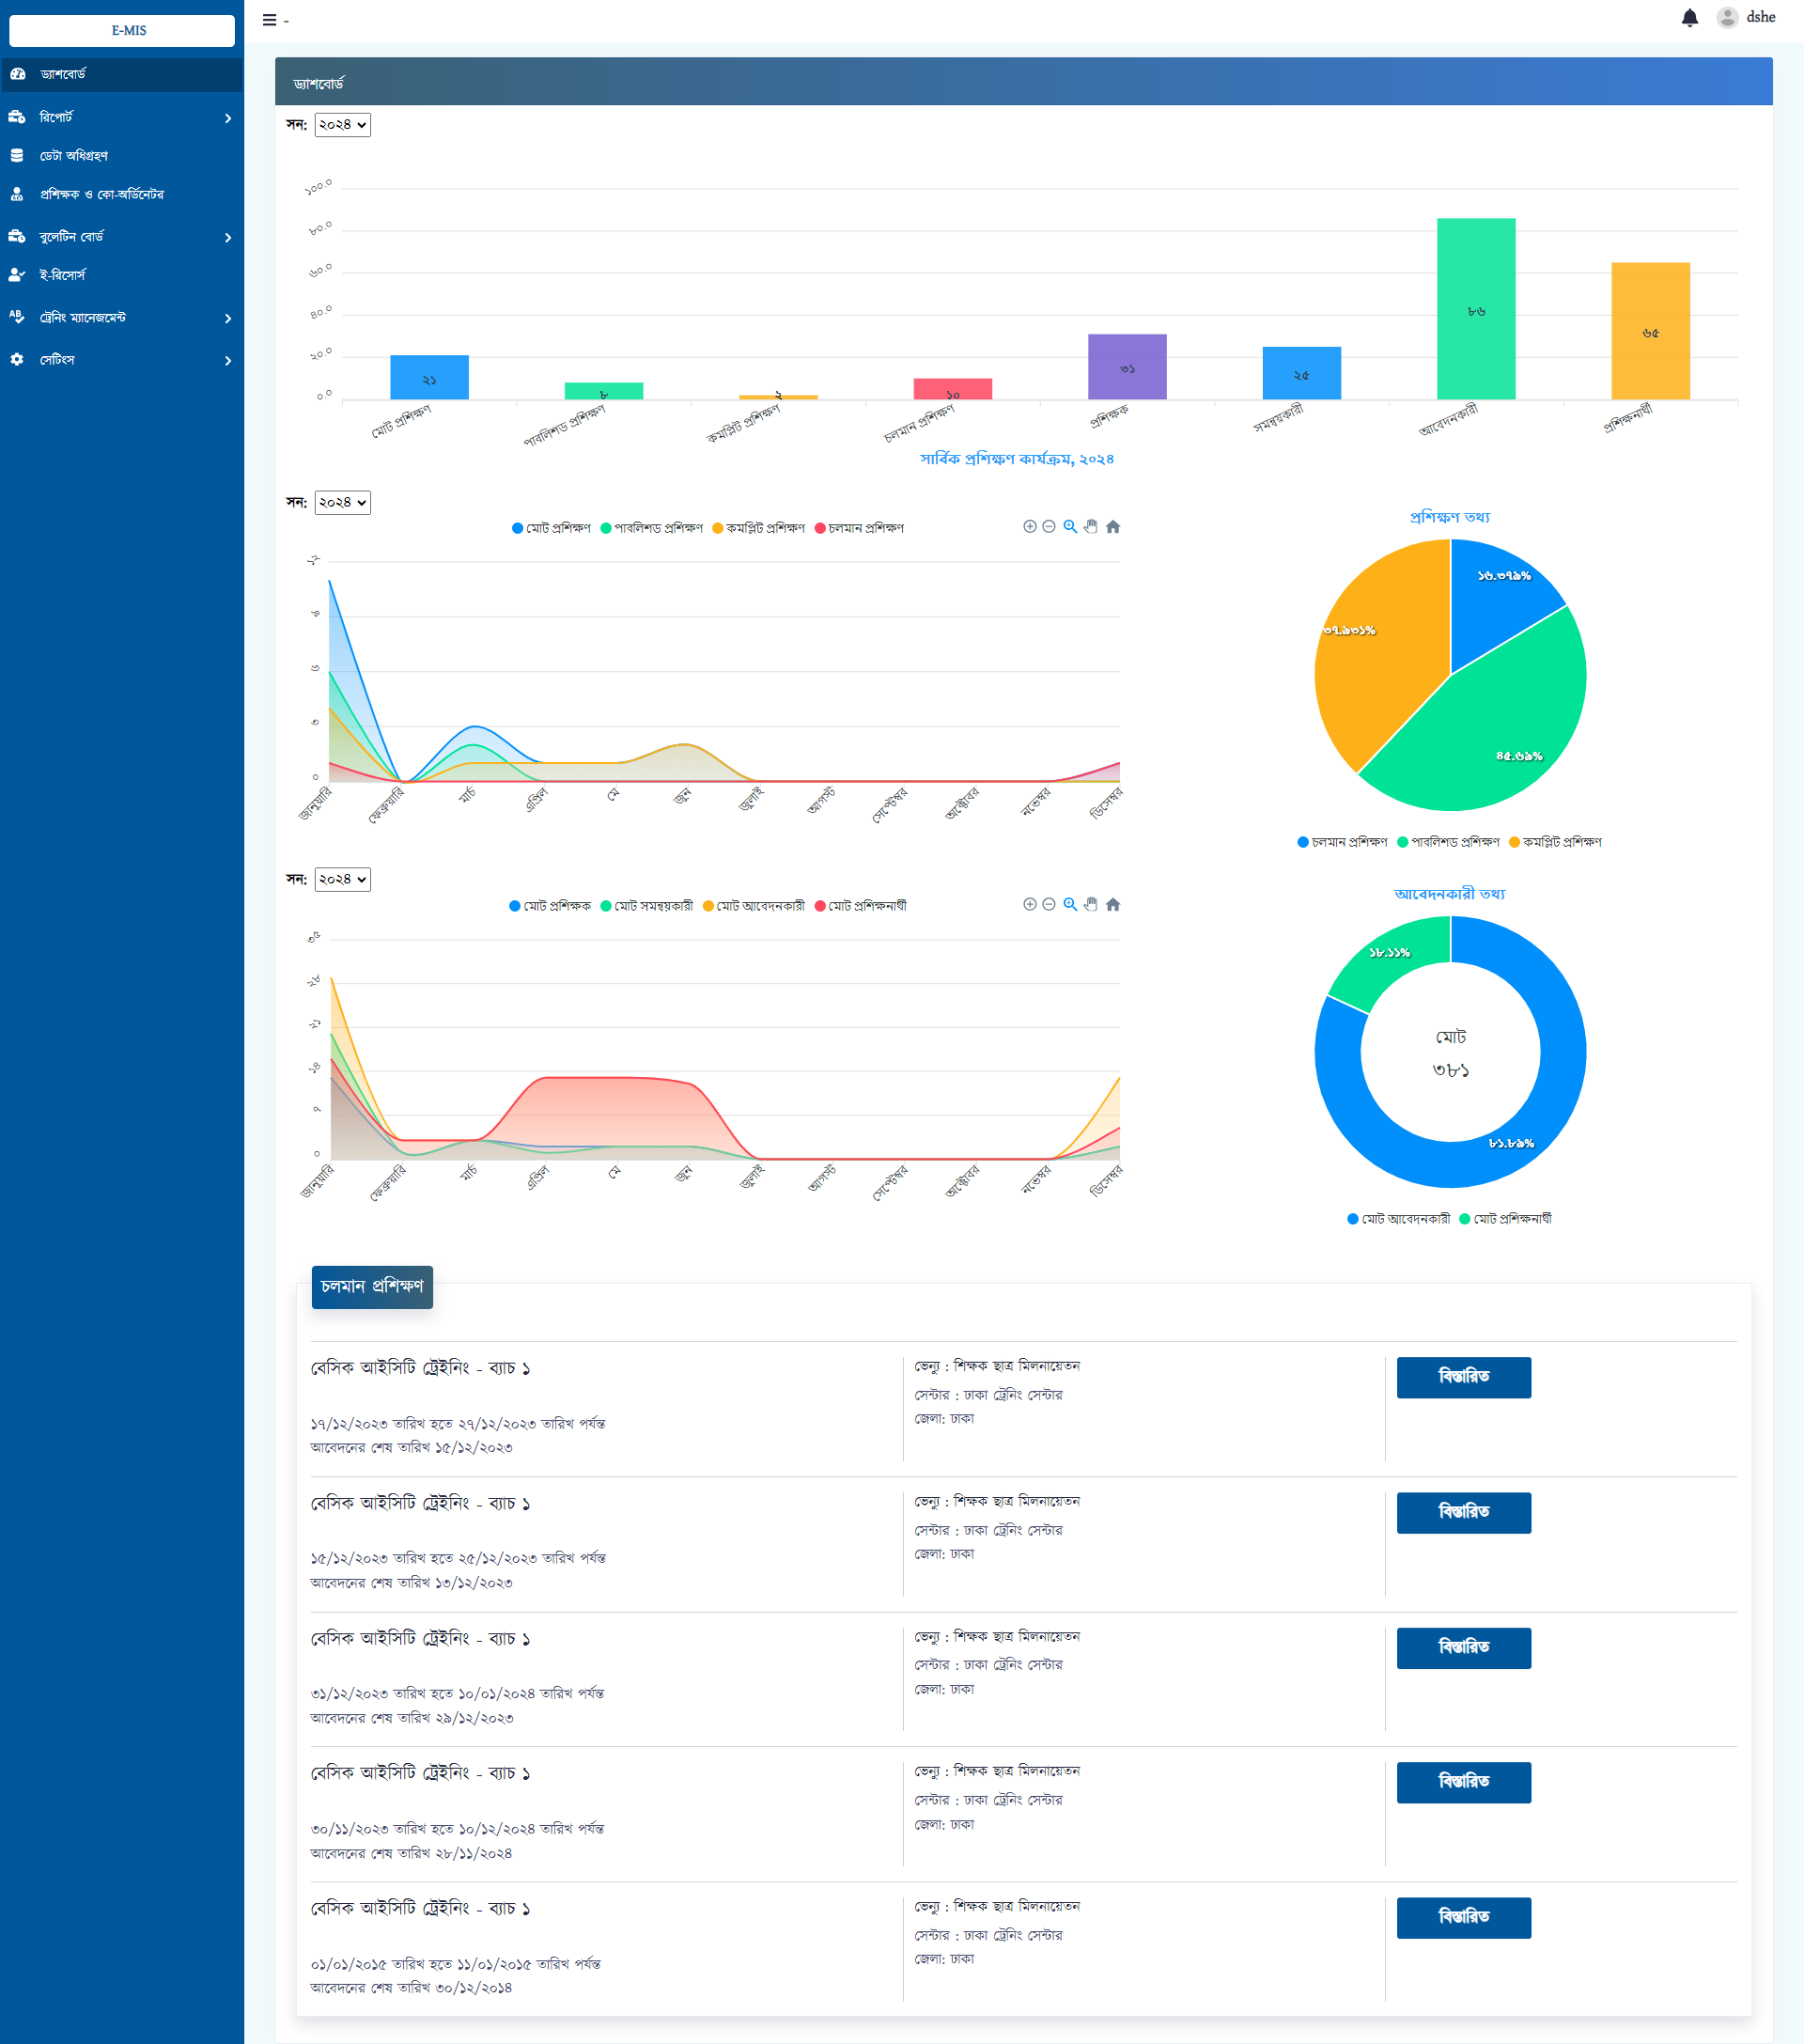 E-MIS
ড্যাশবোর্ড
রিপোর্ট
ডেটা অধিগ্রহণ
প্রশিক্ষক ও কো-অর্ডিনেটর
বুলেটিন বোর্ড
ই-রিসোর্স
ট্রেনিং ম্যানেজমেন্ট
সেটিংস
-
dshe
ড্যাশবোর্ড
সন: ২০২৪
১০০.০
৮০.০
৬০.০
৪০.০
২০.০
০.০
২১
৮
২
১০
৩১
২৫
৮৬
৬৫
মোট প্রশিক্ষণ
পাবলিশড প্রশিক্ষণ
কমপ্লিট প্রশিক্ষণ
চলমান প্রশিক্ষণ
প্রশিক্ষক
সমন্বয়কারী
আবেদনকারী
প্রশিক্ষনার্থী
সার্বিক প্রশিক্ষণ কার্যক্রম, ২০২৪
সন: ২০২৪
মোট প্রশিক্ষণ পাবলিশড প্রশিক্ষণ কমপ্লিট প্রশিক্ষণ চলমান প্রশিক্ষণ
১২
৯
৬
৩
০
জানুয়ারি
ফেব্রুয়ারি
মার্চ
এপ্রিল
মে
জুন
জুলাই
আগস্ট
সেপ্টেম্বর
অক্টোবর
নভেম্বর
ডিসেম্বর
প্রশিক্ষণ তথ্য
১৬.৩৭৯%
৩৭.৯৩১%
৪৫.৬৯%
চলমান প্রশিক্ষণ পাবলিশড প্রশিক্ষণ কমপ্লিট প্রশিক্ষণ
সন: ২০২৪
মোট প্রশিক্ষক মোট সমন্বয়কারী মোট আবেদনকারী মোট প্রশিক্ষনার্থী
৩৫
২৮
২১
১৪
৭
০
জানুয়ারি
ফেব্রুয়ারি
মার্চ
এপ্রিল
মে
জুন
জুলাই
আগস্ট
সেপ্টেম্বর
অক্টোবর
নভেম্বর
ডিসেম্বর
আবেদনকারী তথ্য
১৮.১১%
মোট
৩৮১
৮১.৮৯%
মোট আবেদনকারী মোট প্রশিক্ষনার্থী
চলমান প্রশিক্ষণ
বেসিক আইসিটি ট্রেইনিং - ব্যাচ ১
১৭/১২/২০২৩ তারিখ হতে ২৭/১২/২০২৩ তারিখ পর্যন্ত
আবেদনের শেষ তারিখ ১৫/১২/২০২৩
ভেন্যু : শিক্ষক ছাত্র মিলনায়েতন
সেন্টার : ঢাকা ট্রেনিং সেন্টার
জেলা: ঢাকা
বিস্তারিত
বেসিক আইসিটি ট্রেইনিং - ব্যাচ ১
১৫/১২/২০২৩ তারিখ হতে ২৫/১২/২০২৩ তারিখ পর্যন্ত
আবেদনের শেষ তারিখ ১৩/১২/২০২৩
ভেন্যু : শিক্ষক ছাত্র মিলনায়েতন
সেন্টার : ঢাকা ট্রেনিং সেন্টার
জেলা: ঢাকা
বিস্তারিত
বেসিক আইসিটি ট্রেইনিং - ব্যাচ ১
৩১/১২/২০২৩ তারিখ হতে ১০/০১/২০২৪ তারিখ পর্যন্ত
আবেদনের শেষ তারিখ ২৯/১২/২০২৩
ভেন্যু : শিক্ষক ছাত্র মিলনায়েতন
সেন্টার : ঢাকা ট্রেনিং সেন্টার
জেলা: ঢাকা
বিস্তারিত
বেসিক আইসিটি ট্রেইনিং - ব্যাচ ১
৩০/১১/২০২৩ তারিখ হতে ১০/১২/২০২৪ তারিখ পর্যন্ত
আবেদনের শেষ তারিখ ২৮/১১/২০২৪
ভেন্যু : শিক্ষক ছাত্র মিলনায়েতন
সেন্টার : ঢাকা ট্রেনিং সেন্টার
জেলা: ঢাকা
বিস্তারিত
বেসিক আইসিটি ট্রেইনিং - ব্যাচ ১
০১/০১/২০১৫ তারিখ হতে ১১/০১/২০১৫ তারিখ পর্যন্ত
আবেদনের শেষ তারিখ ৩০/১২/২০১৪
ভেন্যু : শিক্ষক ছাত্র মিলনায়েতন
সেন্টার : ঢাকা ট্রেনিং সেন্টার
জেলা: ঢাকা
বিস্তারিত